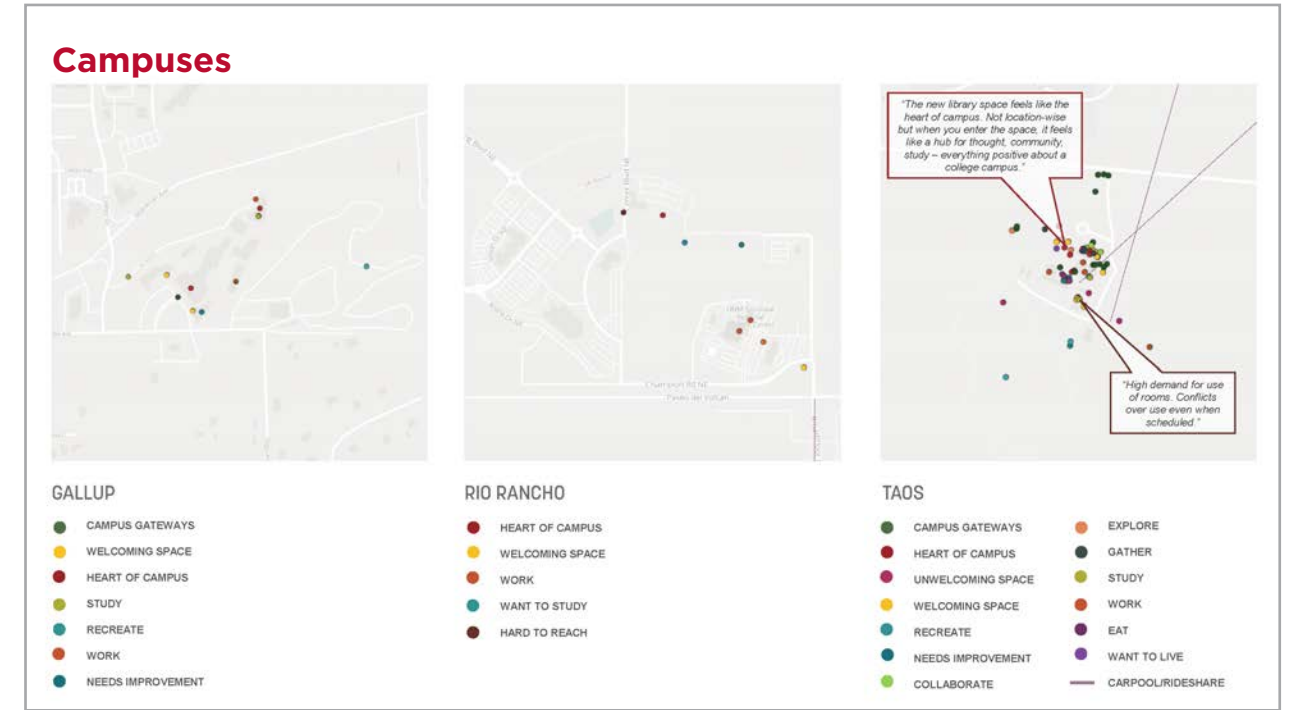 Campuses
"The new library space feels like the
heart of campus. Not location-wise
but when you enter the space, it feels
like a hub for thought, community,
study – everything positive about a
college campus."
"High demand for use
of rooms. Conflicts
over use even when
scheduled."
Champion Rd NE
Paseo del Volcan
GALLUP
CAMPUS GATEWAYS
WELCOMING SPACE
HEART OF CAMPUS
STUDY
RECREATE
WORK
NEEDS IMPROVEMENT
RIO RANCHO
HEART OF CAMPUS
WELCOMING SPACE
WORK
WANT TO STUDY
HARD TO REACH
TAOS
CAMPUS GATEWAYS
HEART OF CAMPUS
UNWELCOMING SPACE
WELCOMING SPACE
RECREATE
NEEDS IMPROVEMENT
COLLABORATE
EXPLORE
GATHER
STUDY
WORK
EAT
WANT TO LIVE
CARPOOL/RIDESHARE